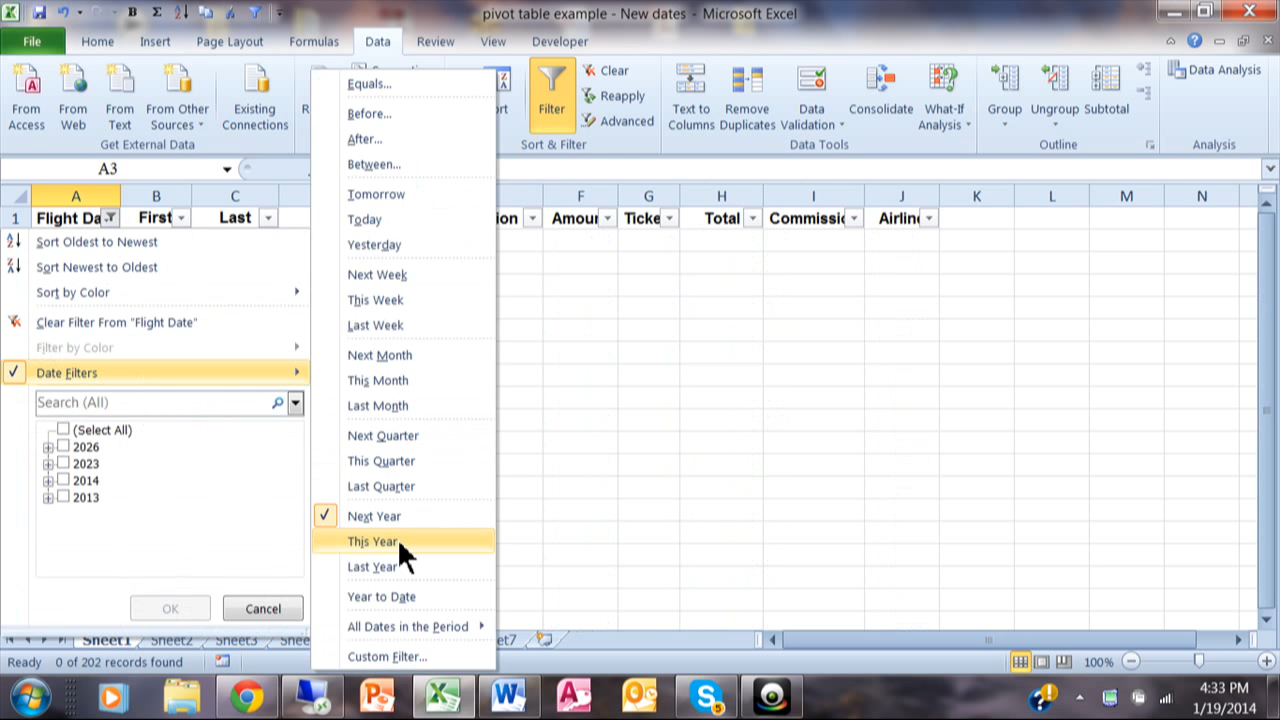 pivot table example - New dates - Microsoft Excel
File Home Insert Page Layout Formulas Data Review View Developer
From Access
From Web
From Text
From Other Sources
Existing Connections
Get External Data
Filter
Clear
Reapply
Advanced
Sort & Filter
Text to Columns
Remove Duplicates
Data Validation
Consolidate
What-If Analysis
Data Tools
Group
Ungroup
Subtotal
Outline
Data Analysis
Analysis
A3
A B C F G H I J K L M N
1 Flight Da First Last ion Amour Ticke Total Commissic Airlin
Sort Oldest to Newest
Sort Newest to Oldest
Sort by Color
Clear Filter From "Flight Date"
Filter by Color
Date Filters
Search (All)
(Select All)
2026
2023
2014
2013
OK Cancel
Equals...
Before...
After...
Between...
Tomorrow
Today
Yesterday
Next Week
This Week
Last Week
Next Month
This Month
Last Month
Next Quarter
This Quarter
Last Quarter
Next Year
This Year
Last Year
Year to Date
All Dates in the Period
Custom Filter...
Sheet1 Sheet2 Sheet3 Shee et7
Ready 0 of 202 records found 100%
4:33 PM
1/19/2014